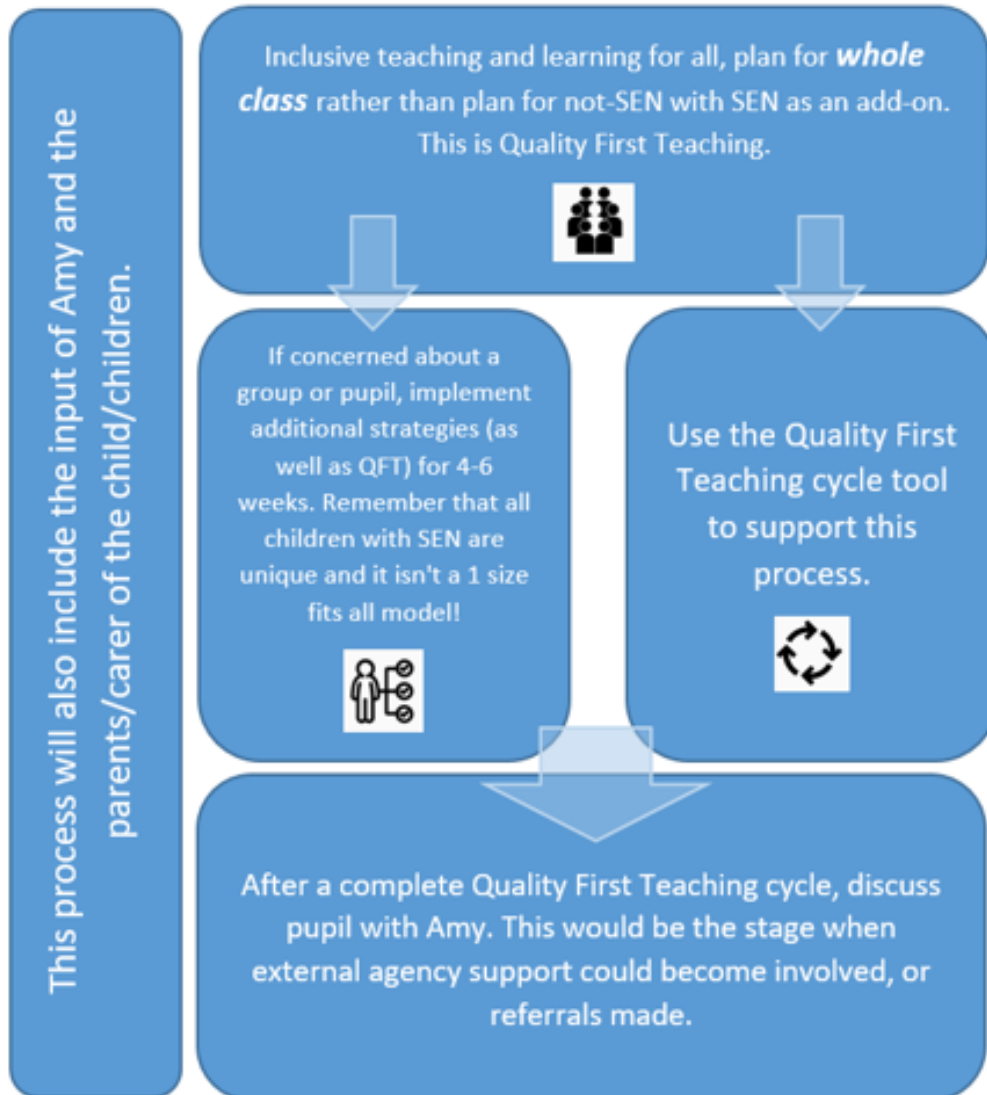 This process will also include the input of Amy and the
parents/carer of the child/children.
Inclusive teaching and learning for all, plan for whole
class rather than plan for not-SEN with SEN as an add-on.
This is Quality First Teaching.
If concerned about a
group or pupil, implement
additional strategies (as
well as QFT) for 4-6
weeks. Remember that all
children with SEN are
unique and it isn't a 1 size
fits all model!
Use the Quality First
Teaching cycle tool
to support this
process.
After a complete Quality First Teaching cycle, discuss
pupil with Amy. This would be the stage when
external agency support could become involved, or
referrals made.